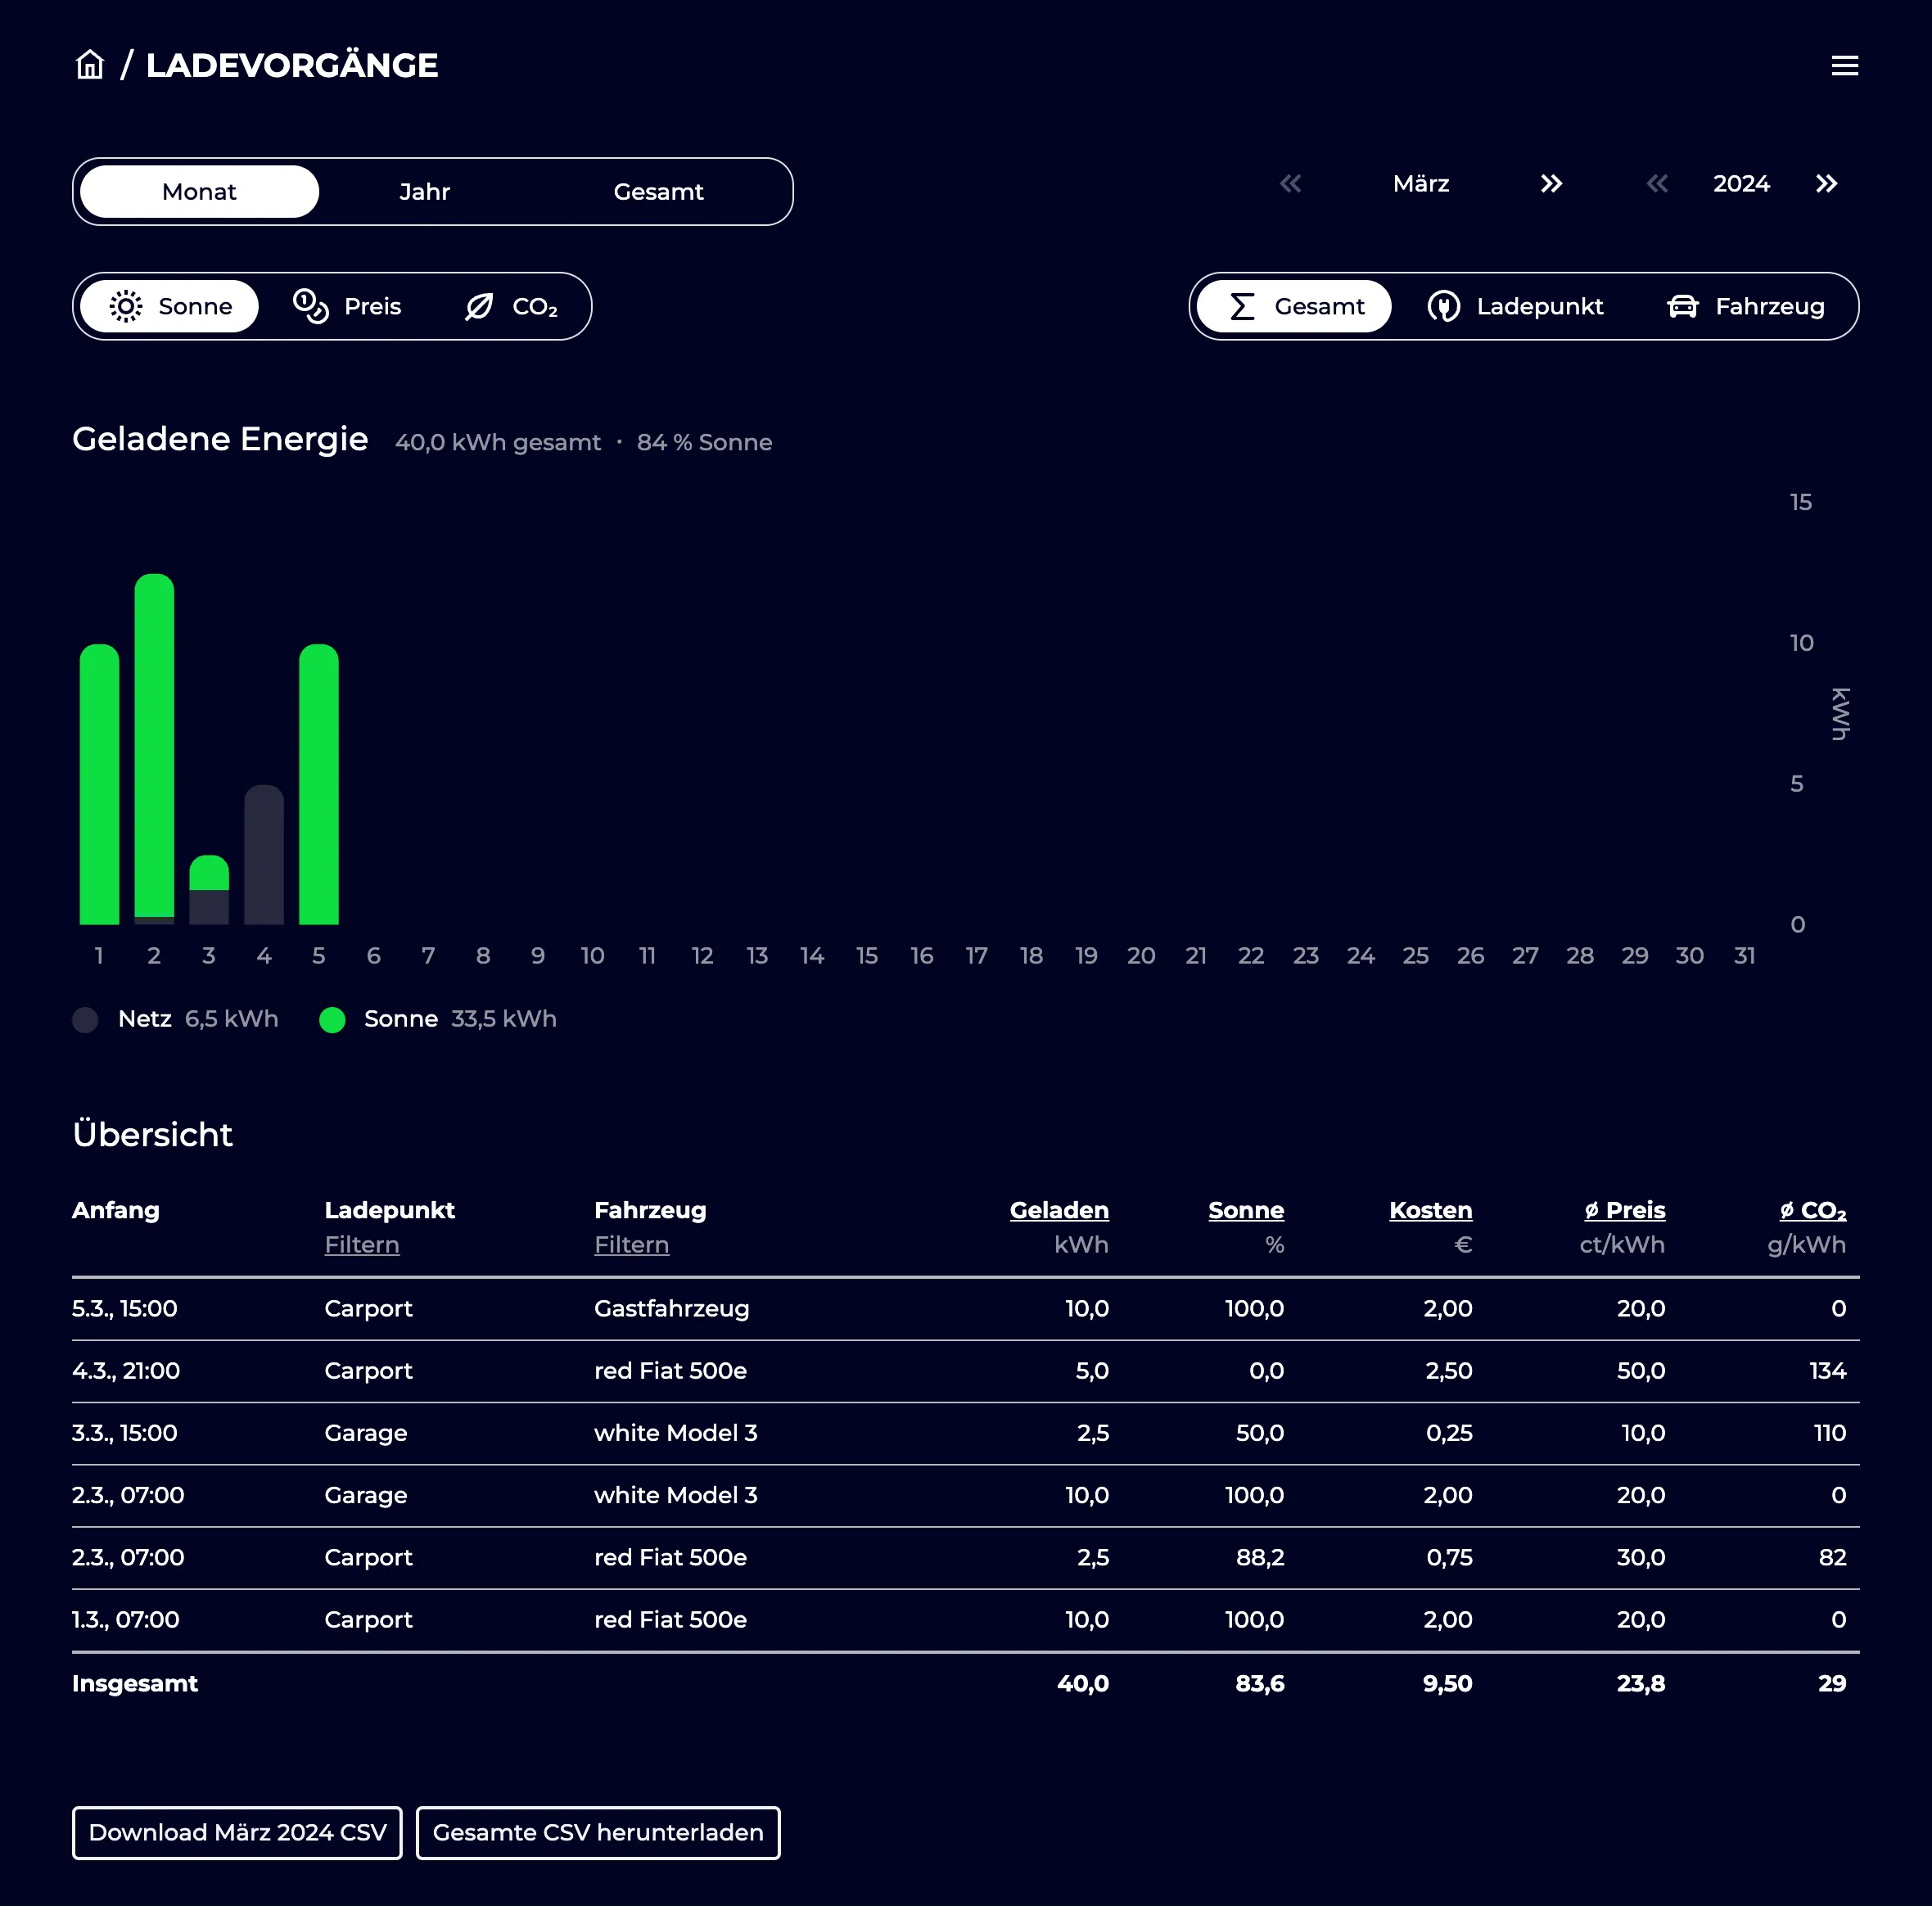 / LADEVORGÄNGE
Monat Jahr Gesamt
März 2024
Sonne Preis CO₂
Gesamt Ladepunkt Fahrzeug
Geladene Energie 40,0 kWh gesamt · 84 % Sonne
15
10
kWh
5
0
1 2 3 4 5 6 7 8 9 10 11 12 13 14 15 16 17 18 19 20 21 22 23 24 25 26 27 28 29 30 31
Netz 6,5 kWh Sonne 33,5 kWh
Übersicht
Anfang Ladepunkt Fahrzeug Geladen Sonne Kosten ø Preis ø CO₂
Filtern Filtern kWh % € ct/kWh g/kWh
5.3., 15:00 Carport Gastfahrzeug 10,0 100,0 2,00 20,0 0
4.3., 21:00 Carport red Fiat 500e 5,0 0,0 2,50 50,0 134
3.3., 15:00 Garage white Model 3 2,5 50,0 0,25 10,0 110
2.3., 07:00 Garage white Model 3 10,0 100,0 2,00 20,0 0
2.3., 07:00 Carport red Fiat 500e 2,5 88,2 0,75 30,0 82
1.3., 07:00 Carport red Fiat 500e 10,0 100,0 2,00 20,0 0
Insgesamt 40,0 83,6 9,50 23,8 29
Download März 2024 CSV Gesamte CSV herunterladen